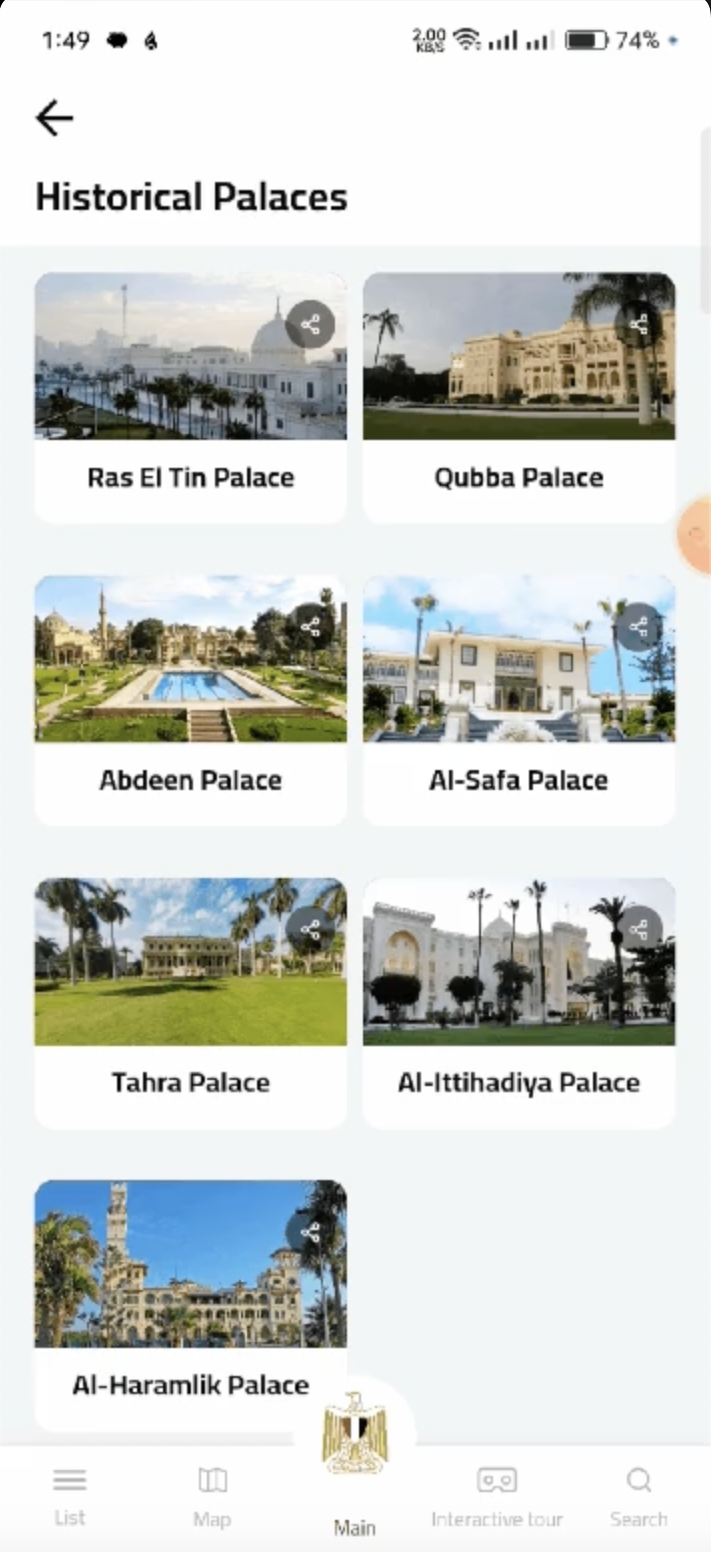 1:49
2.00
KB/S
74%
Historical Palaces
Ras El Tin Palace
Qubba Palace
Abdeen Palace
Al-Safa Palace
Tahra Palace
Al-Ittihadiya Palace
Al-Haramlik Palace
List
Map
Main
Interactive tour
Search